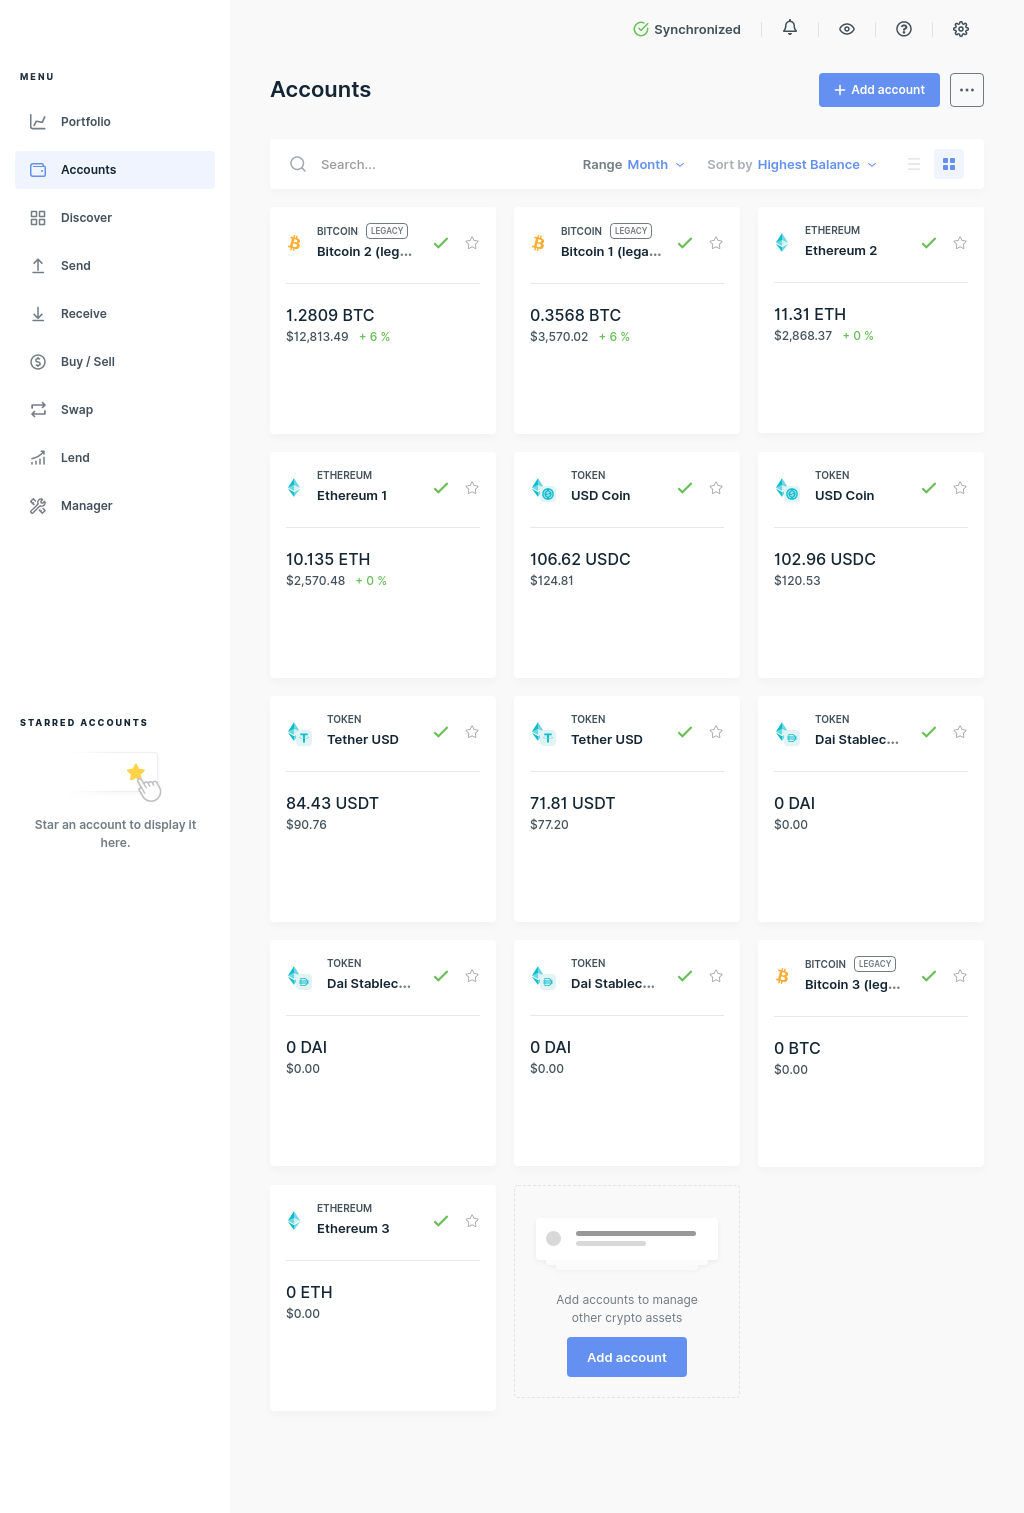 Synchronized
MENU
Portfolio
Accounts
Discover
Send
Receive
Buy / Sell
Swap
Lend
Manager
STARRED ACCOUNTS
Star an account to display it
here.
Accounts
+ Add account
Search...
Range Month
Sort by Highest Balance
BITCOIN LEGACY
Bitcoin 2 (leg...
1.2809 BTC
$12,813.49 + 6 %
BITCOIN LEGACY
Bitcoin 1 (lega...
0.3568 BTC
$3,570.02 + 6 %
ETHEREUM
Ethereum 2
11.31 ETH
$2,868.37 + 0 %
ETHEREUM
Ethereum 1
10.135 ETH
$2,570.48 + 0 %
TOKEN
USD Coin
106.62 USDC
$124.81
TOKEN
USD Coin
102.96 USDC
$120.53
TOKEN
Tether USD
84.43 USDT
$90.76
TOKEN
Tether USD
71.81 USDT
$77.20
TOKEN
Dai Stablec...
0 DAI
$0.00
TOKEN
Dai Stablec...
0 DAI
$0.00
TOKEN
Dai Stablec...
0 DAI
$0.00
BITCOIN LEGACY
Bitcoin 3 (leg...
0 BTC
$0.00
ETHEREUM
Ethereum 3
0 ETH
$0.00
Add accounts to manage
other crypto assets
Add account